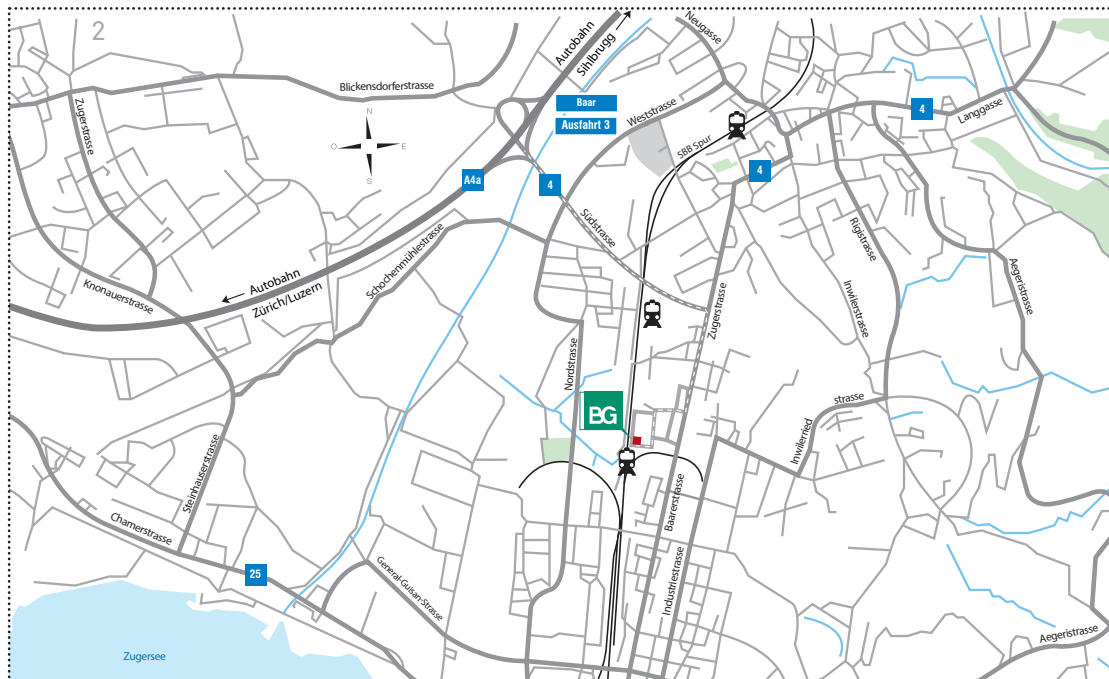 2
Neugasse
Autobahn
Sihlbrugg
Blickensdorferstrasse
Zugerstrasse
Baar
Ausfahrt 3
Weststrasse
4
Langgasse
N
O
E
S
SBB Spur
A4a
4
4
Südstrasse
Schochenmühlestrasse
Rigistrasse
Aegeristrasse
Knonauerstrasse
Autobahn
Zürich/Luzern
Inwilerstrasse
Zugerstrasse
Nordstrasse
BG
strasse
Inwilerried
Steinhauserstrasse
Chamerstrasse
Baarerstrasse
25
General-Guisan-Strasse
Industriestrasse
Aegeristrasse
Zugersee